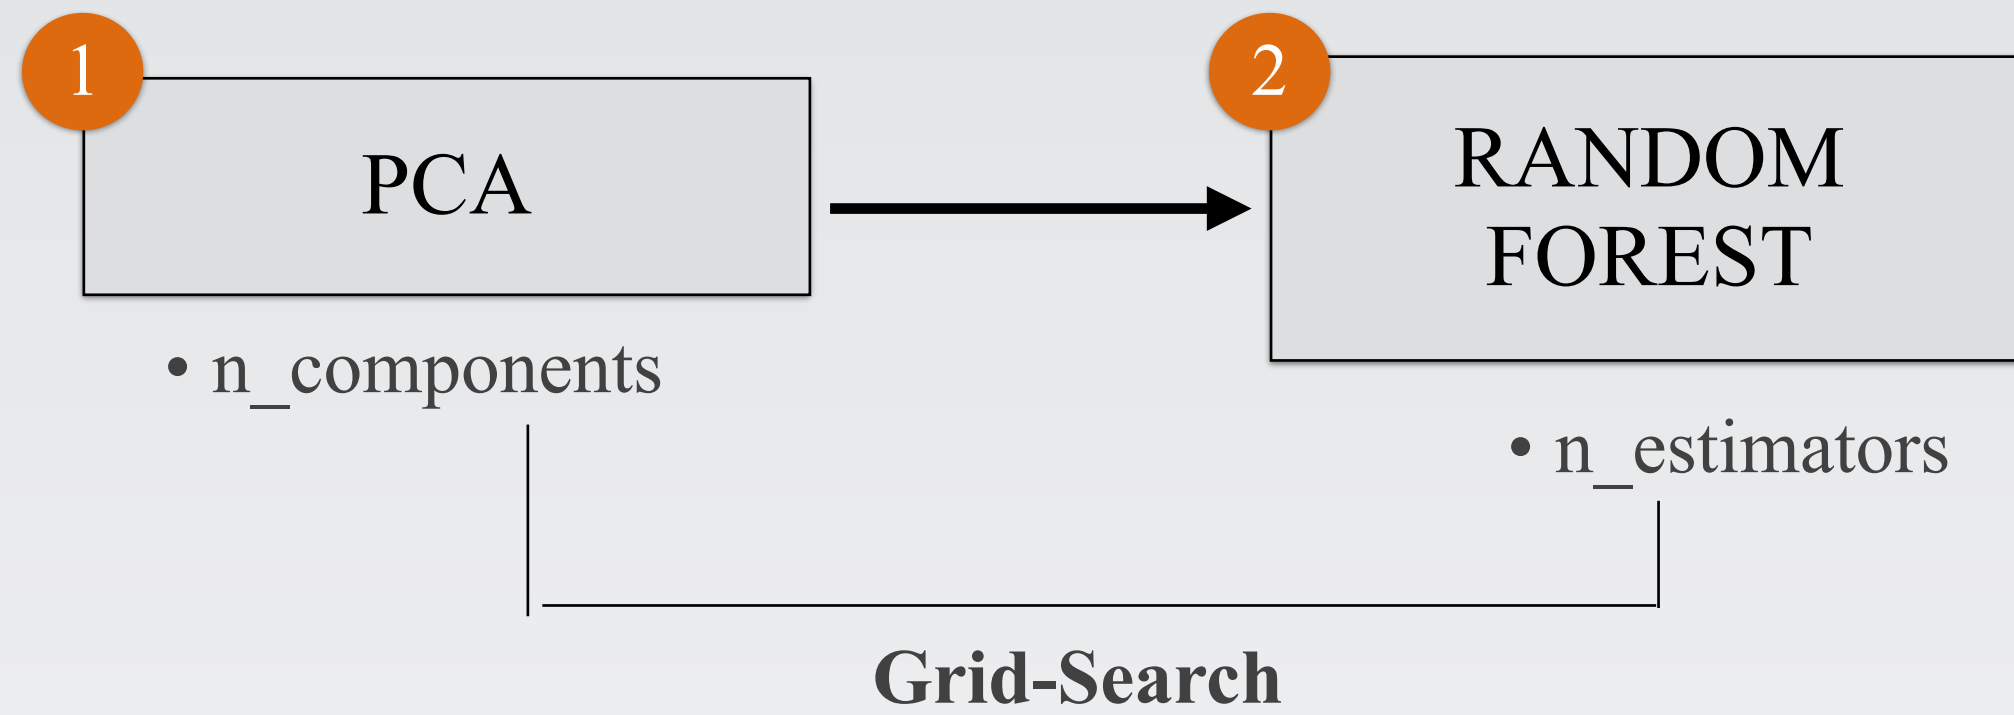 1
PCA
• n_components
2
RANDOM
FOREST
• n_estimators
Grid-Search